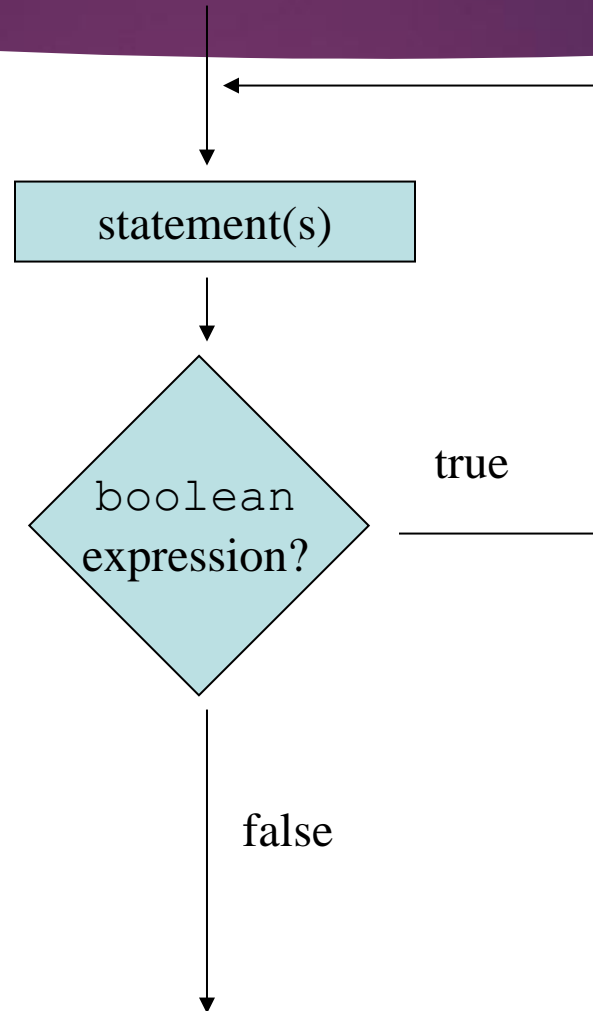 statement(s)
true
boolean
expression?
false